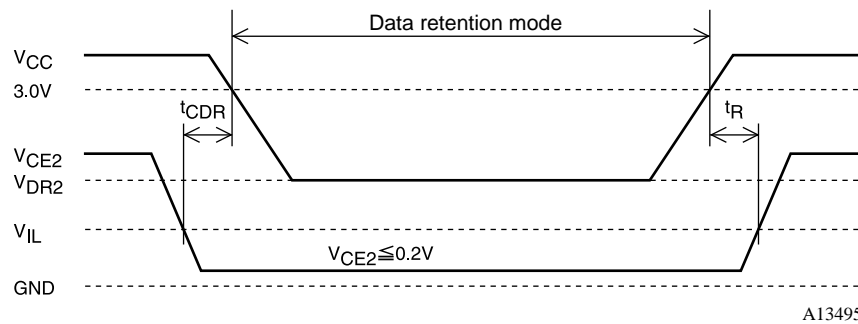 Data retention mode
VCC
3.0V
tCDR
tR
VCE2
VDR2
VIL
VCE2≦0.2V
GND
A13495